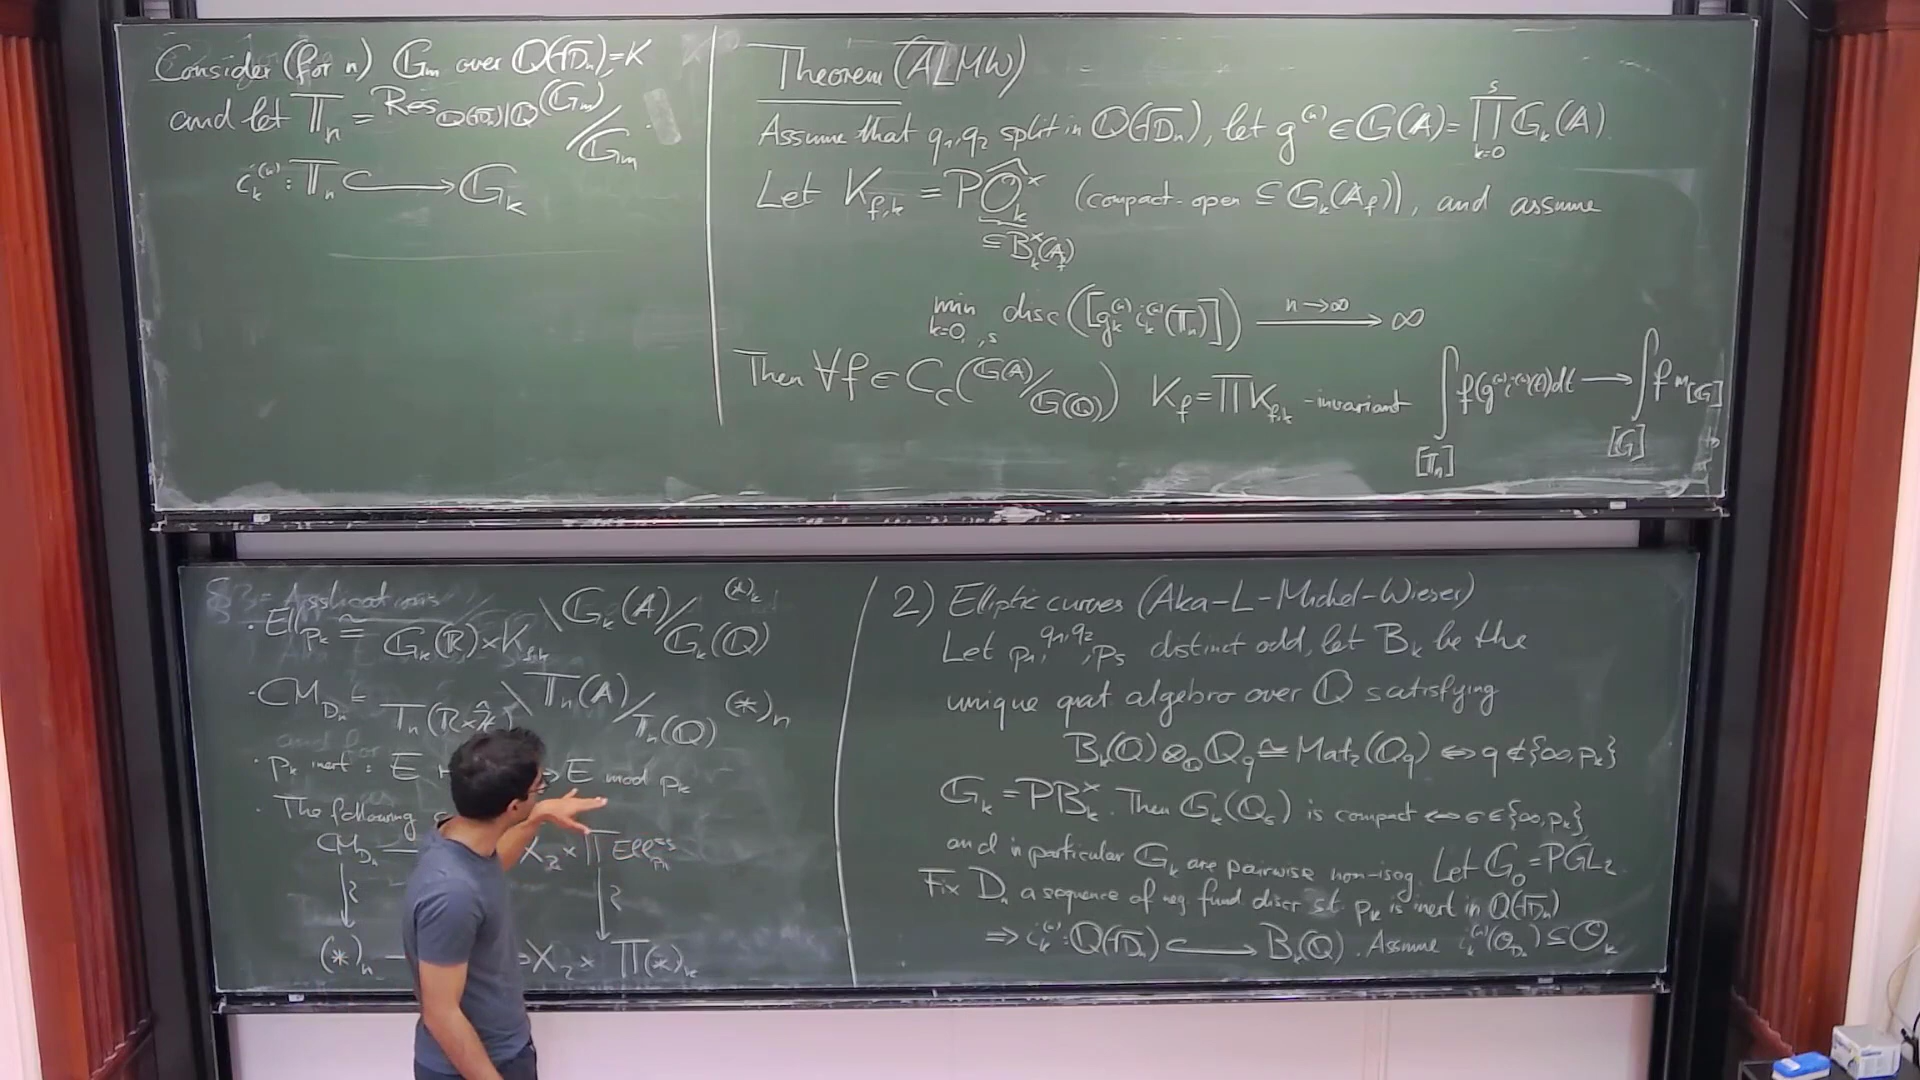 Consider (for n) 𝔾_m over ℚ(√D_n)=K
and let 𝕋_n = Res_{ℚ(√D_n)|ℚ}(𝔾_m)/𝔾_m.
i_k^{(n)}: 𝕋_n ↪ 𝔾_k
Theorem (ALMW)
Assume that q_1,q_2 split in ℚ(√D_n), let g^{(n)} ∈ 𝔾(𝔸) = ∏_{k=0}^{s} 𝔾_k(𝔸).
Let K_{f,k} = PÔ_k^× (compact-open ⊆ 𝔾_k(𝔸_f)), and assume
⊆ B_k^×(𝔸_f)
min_{k=0,,s} disc([g_k^{(n)} i_k^{(n)}(𝕋_n)]) →^{n→∞} ∞
Then ∀f ∈ C_c(𝔾(𝔸)/𝔾(ℚ)) K_f = ∏K_{f,k} -invariant ∫_{[𝕋_n]} f(g^{(n)} i^{(n)}(t))dt → ∫_{[𝔾]} f m_{[𝔾]}
· Ell_{p_k} ≅ 𝔾_k(ℝ)×K_{f,k} \ 𝔾_k(𝔸) / 𝔾_k(ℚ) (*)_k
· CM_{D_n} = 𝕋_n(ℝ×ℤ̂) \ 𝕋_n(𝔸) / 𝕋_n(ℚ) (*)_n
· p_k inert: E → E mod p_k
· The following
CM_{D_n} — X_2 × ∏ Ell^{ss}_{p_k}
↓≀ ↓≀
(*)_n — → X_2 × ∏(*)_k
2) Elliptic curves (Aka-L-Michel-Wieser)
Let p_1, q_1,q_2, p_s distinct odd, let B_k be the
unique quat algebra over ℚ satisfying
B_k(ℚ) ⊗_ℚ ℚ_q ≅ Mat_2(ℚ_q) ⇔ q ∉ {∞, p_k}
𝔾_k = PB_k^×. Then 𝔾_k(ℚ_σ) is compact ⇔ σ ∈ {∞, p_k},
and in particular 𝔾_k are pairwise non-isog. Let 𝔾_0 = PGL_2.
Fix D_n a sequence of neg fund discr s.t. p_k is inert in ℚ(√D_n)
⇒ i_k^{(n)}: ℚ(√D_n) ↪ B_k(ℚ). Assume i_k^{(n)}(O_{D_n}) ⊆ O_k